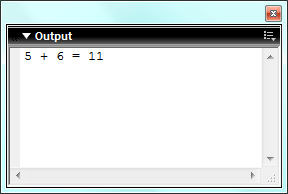 Output
5 + 6 = 11